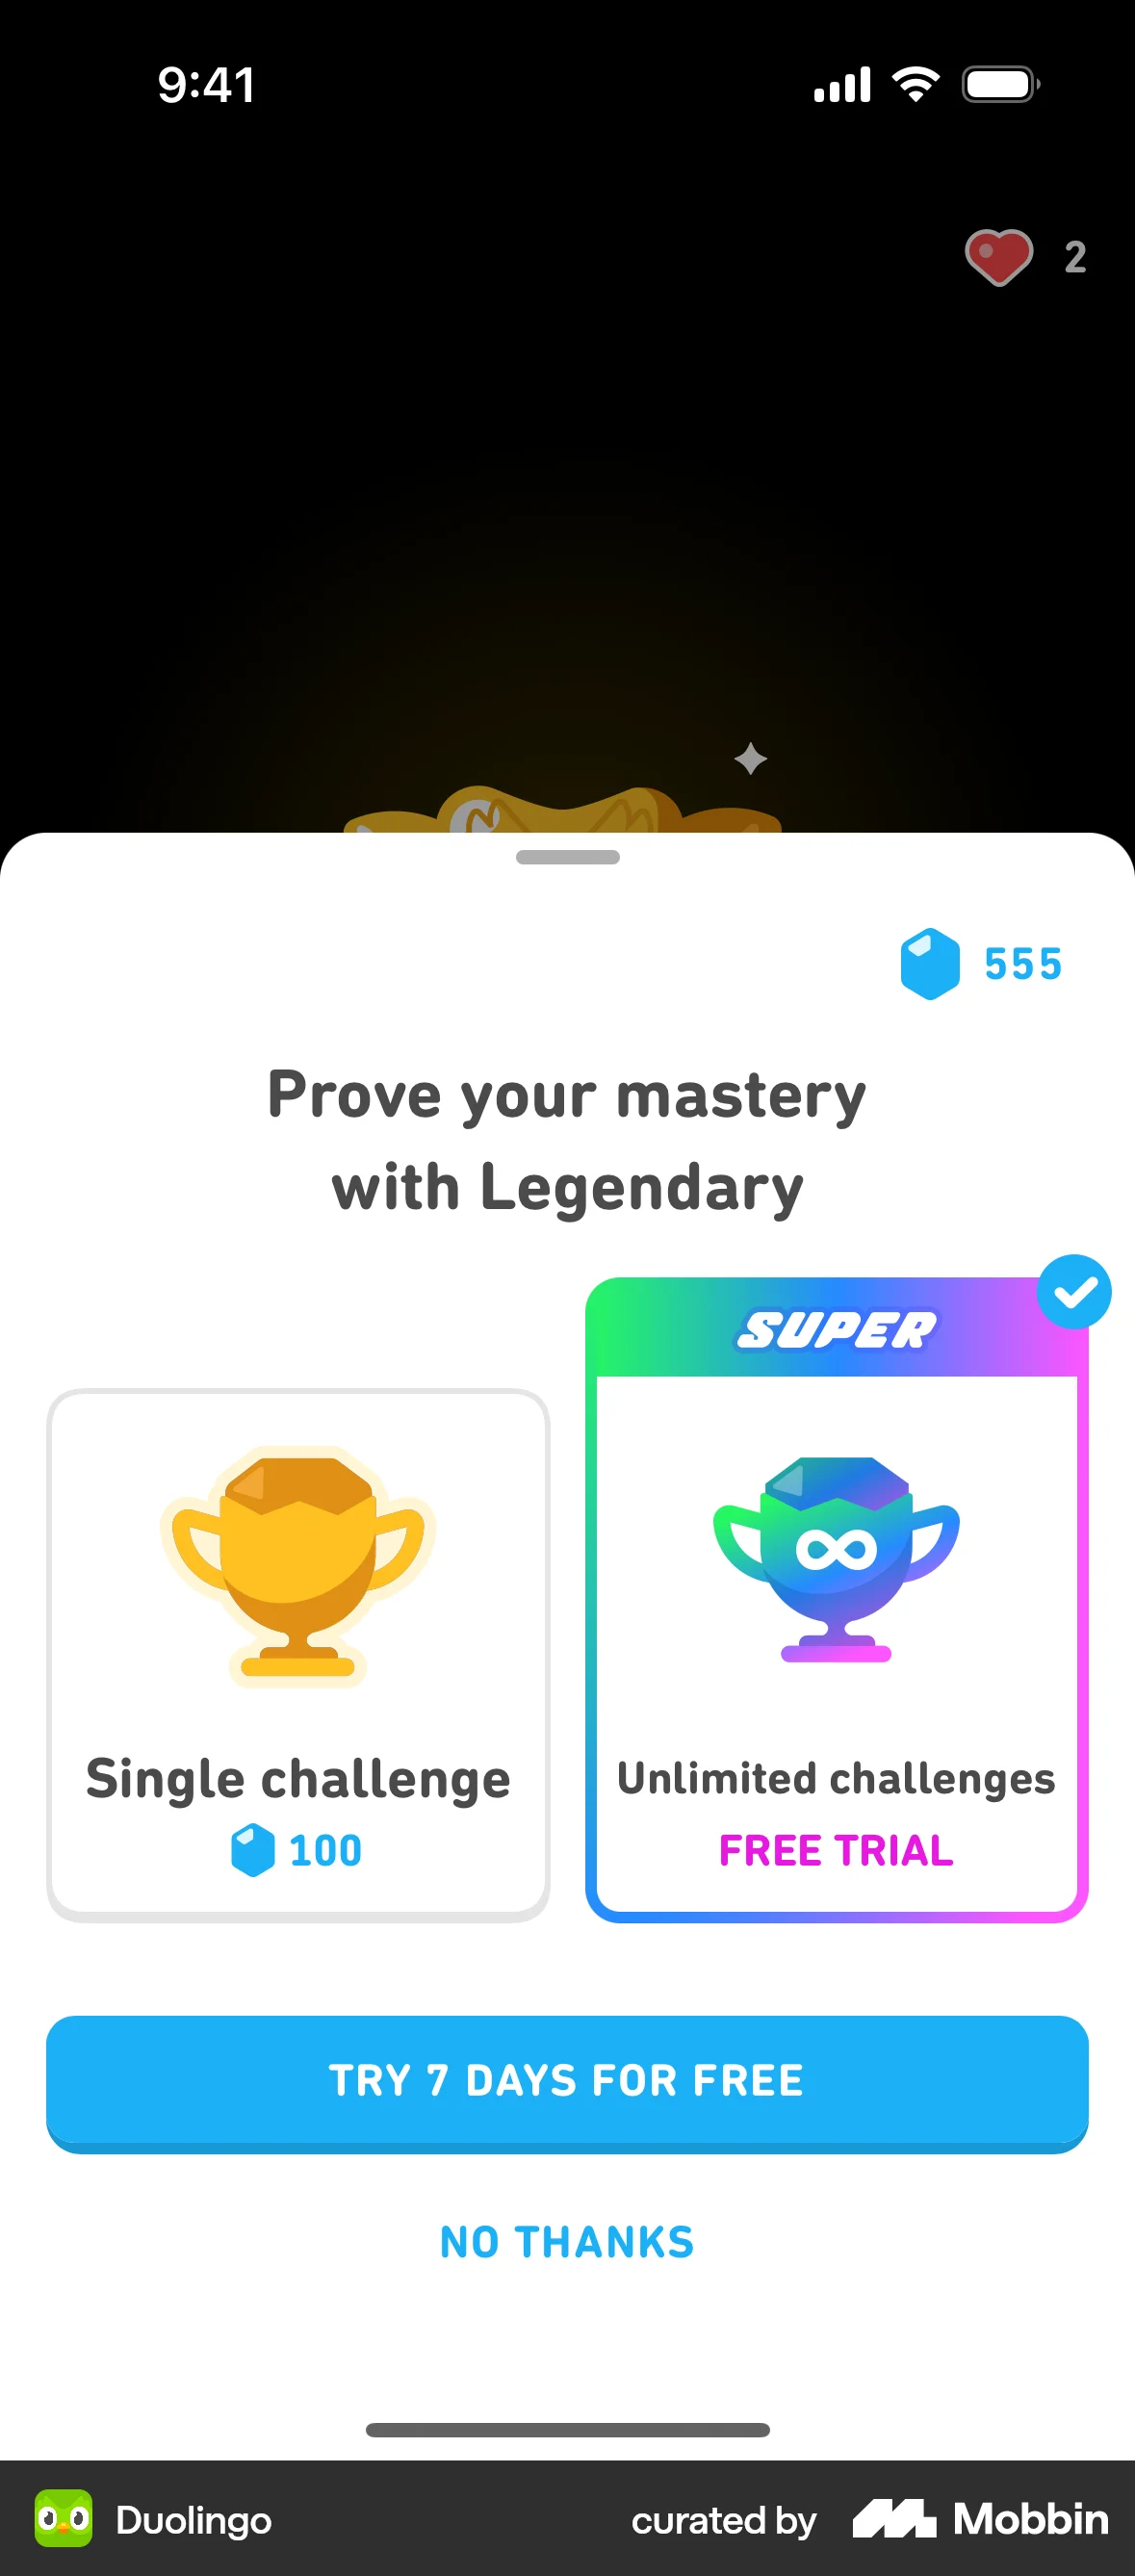 9:41
2
555
Prove your mastery
with Legendary
SUPER
Single challenge
100
Unlimited challenges
FREE TRIAL
TRY 7 DAYS FOR FREE
NO THANKS
Duolingo
curated by Mobbin